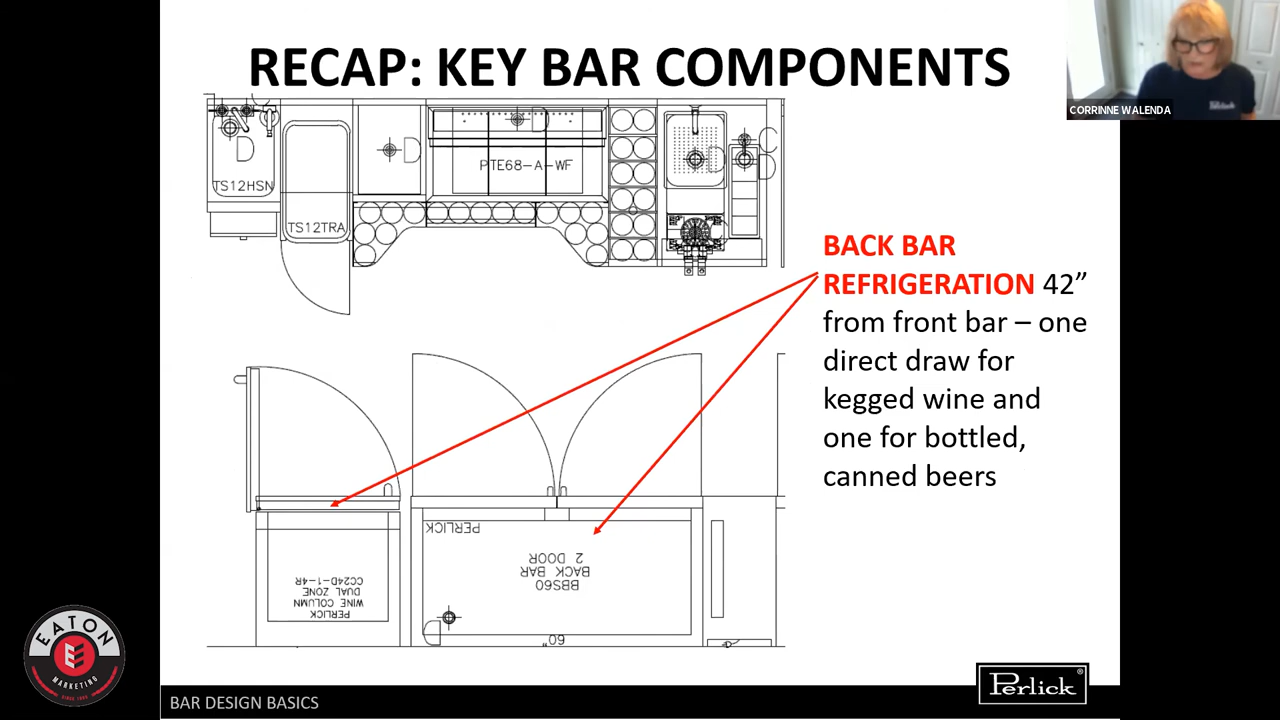 RECAP: KEY BAR COMPONENTS
CORRINNE WALENDA
Perlick
TS12HSN
D
TS12TRA
D
PTE68-A-WF
D
D
C
D
BACK BAR
REFRIGERATION 42”
from front bar – one
direct draw for
kegged wine and
one for bottled,
canned beers
PERLICK
BBS60
BACK BAR
2 DOOR
60"
PERLICK
WINE COLUMN
DUAL ZONE
CC24D-1-4R
EATON
MARKETING
BAR DESIGN BASICS
Perlick®